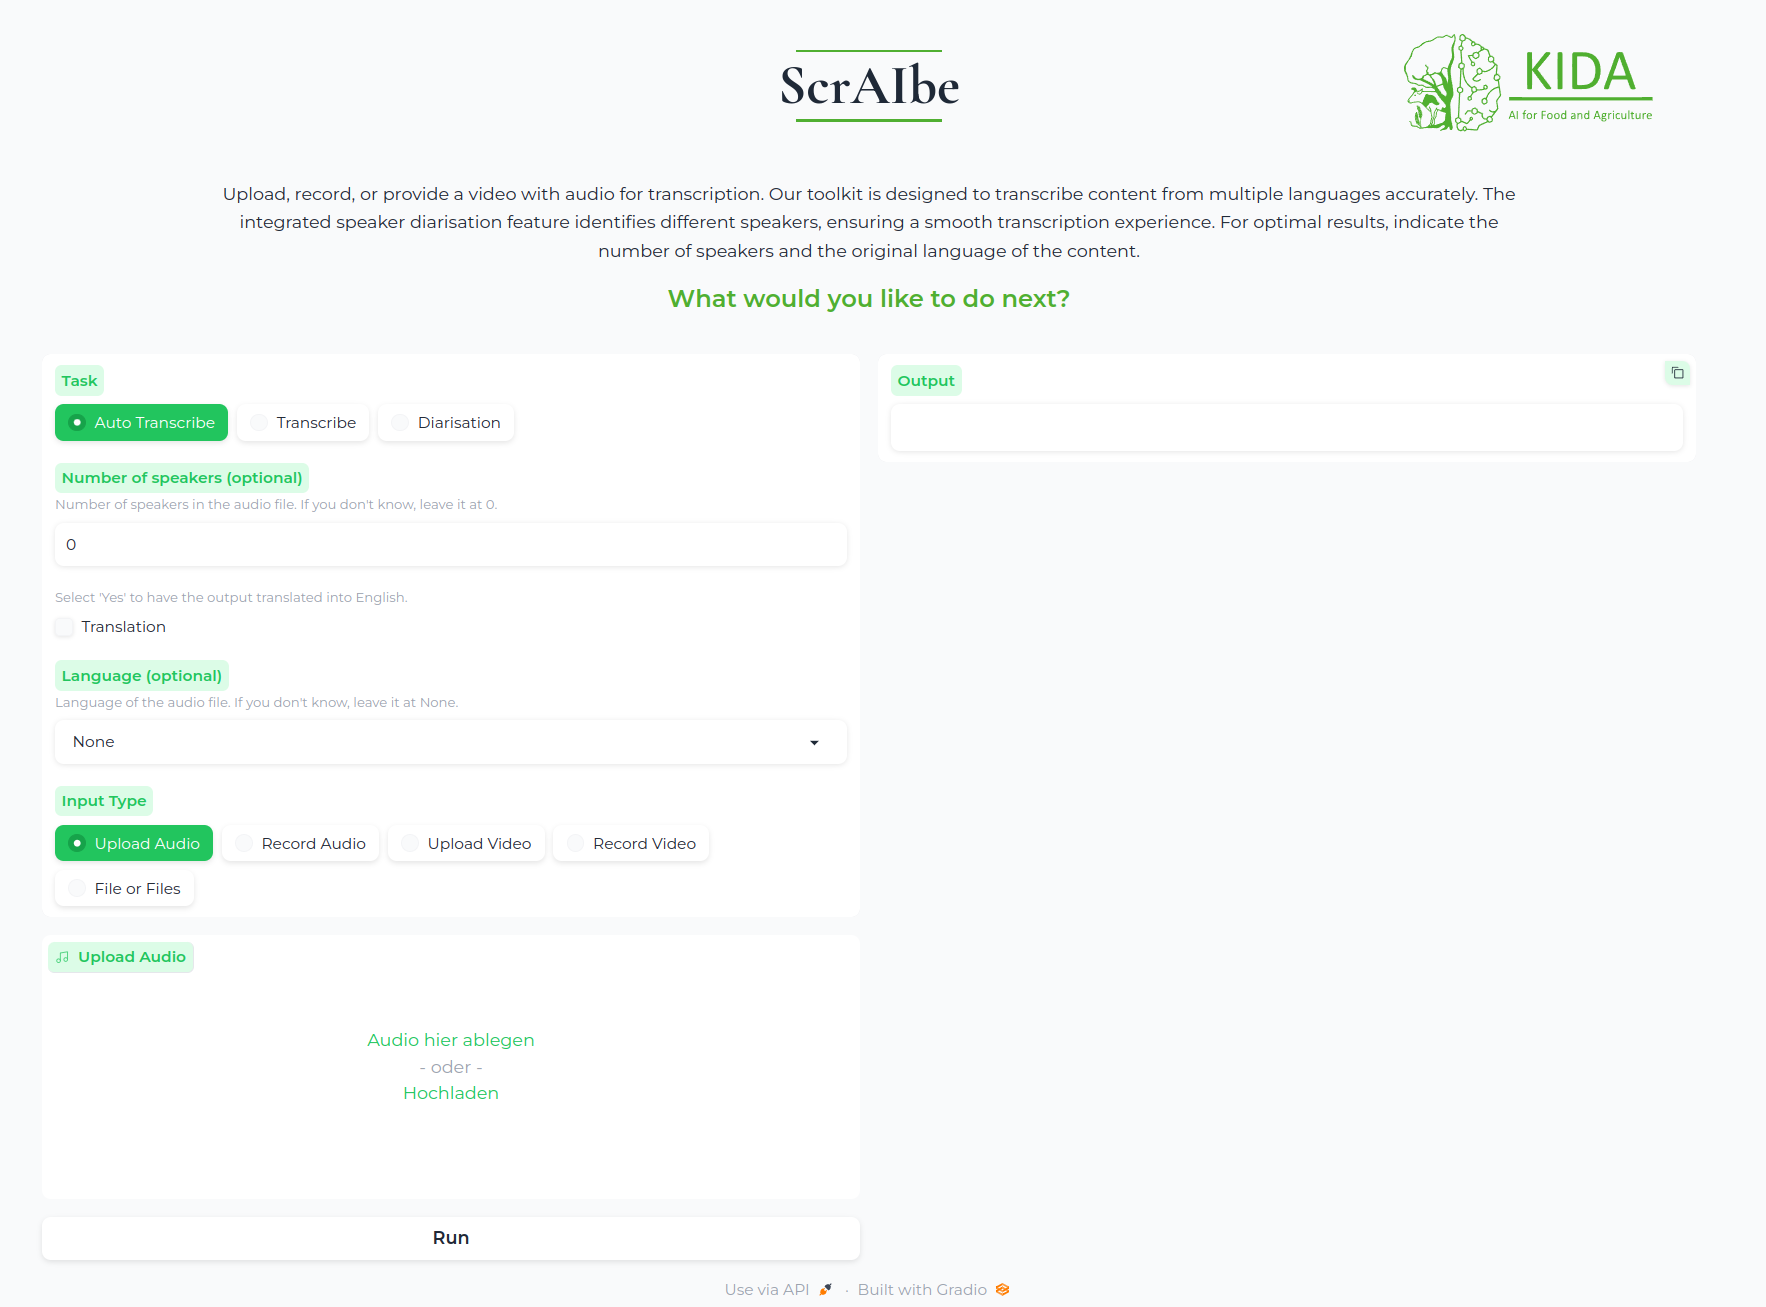 ScrAIbe
KIDA
AI for Food and Agriculture
Upload, record, or provide a video with audio for transcription. Our toolkit is designed to transcribe content from multiple languages accurately. The
integrated speaker diarisation feature identifies different speakers, ensuring a smooth transcription experience. For optimal results, indicate the
number of speakers and the original language of the content.
What would you like to do next?
Task
Auto Transcribe
Transcribe
Diarisation
Number of speakers (optional)
Number of speakers in the audio file. If you don't know, leave it at 0.
0
Select 'Yes' to have the output translated into English.
Translation
Language (optional)
Language of the audio file. If you don't know, leave it at None.
None
Input Type
Upload Audio
Record Audio
Upload Video
Record Video
File or Files
Upload Audio
Audio hier ablegen
- oder -
Hochladen
Run
Output
Use via API · Built with Gradio